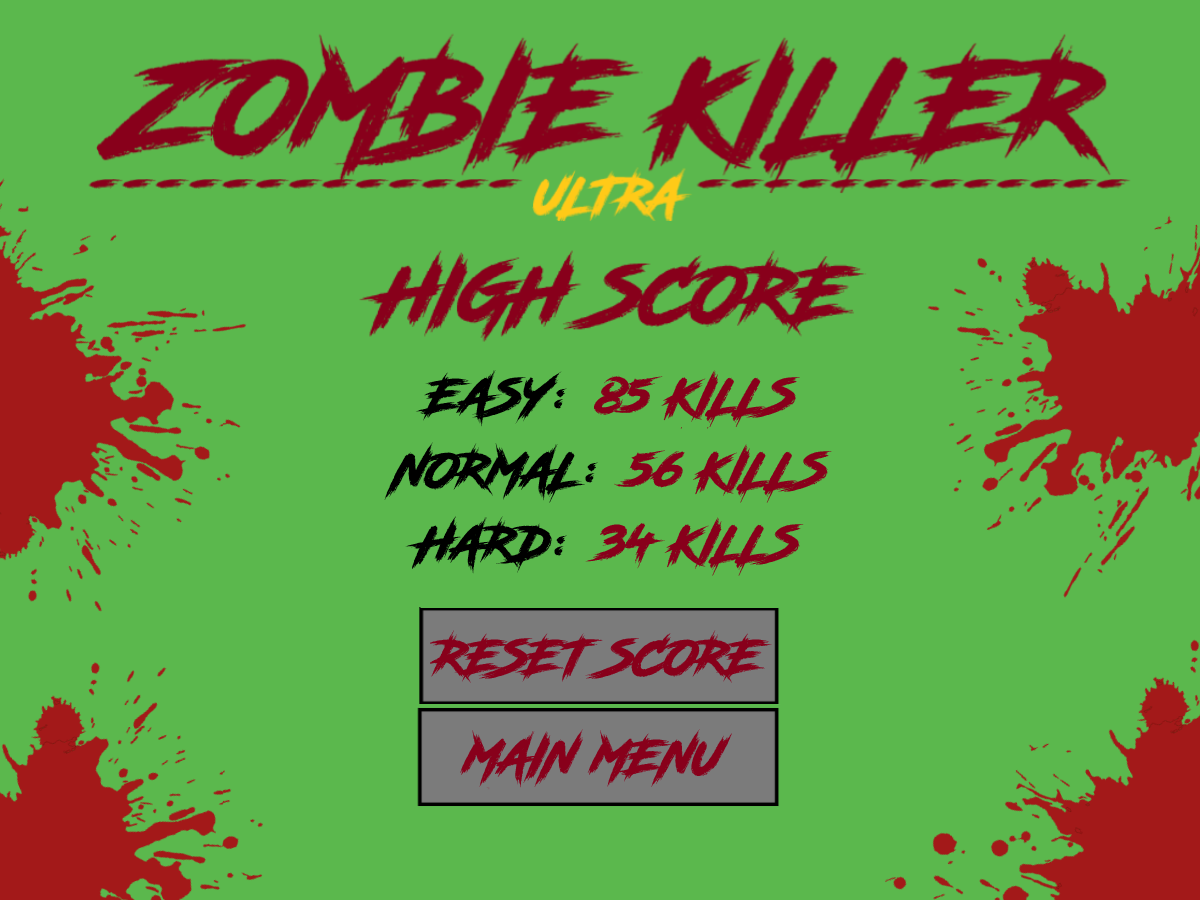 ZOMBIE KILLER
ULTRA
HIGH SCORE
EASY: 85 KILLS
NORMAL: 56 KILLS
HARD: 34 KILLS
RESET SCORE
MAIN MENU